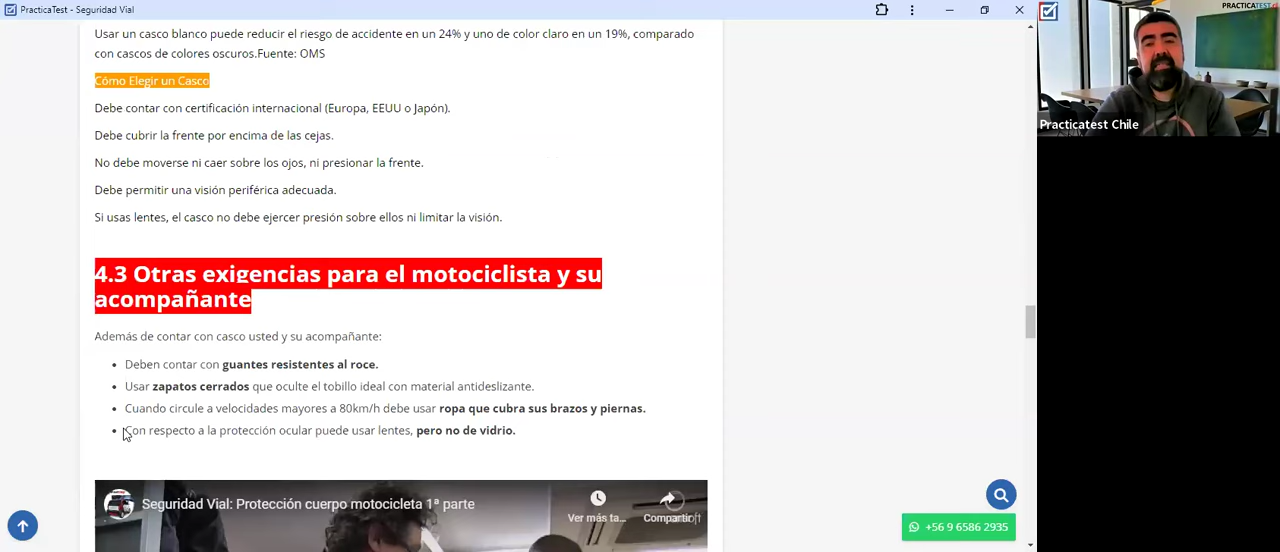 PracticaTest - Seguridad Vial
Usar un casco blanco puede reducir el riesgo de accidente en un 24% y uno de color claro en un 19%, comparado
con cascos de colores oscuros.Fuente: OMS
Cómo Elegir un Casco
Debe contar con certificación internacional (Europa, EEUU o Japón).
Debe cubrir la frente por encima de las cejas.
No debe moverse ni caer sobre los ojos, ni presionar la frente.
Debe permitir una visión periférica adecuada.
Si usas lentes, el casco no debe ejercer presión sobre ellos ni limitar la visión.
4.3 Otras exigencias para el motociclista y su
acompañante
Además de contar con casco usted y su acompañante:
Deben contar con guantes resistentes al roce.
Usar zapatos cerrados que oculte el tobillo ideal con material antideslizante.
Cuando circule a velocidades mayores a 80km/h debe usar ropa que cubra sus brazos y piernas.
Con respecto a la protección ocular puede usar lentes, pero no de vidrio.
Seguridad Vial: Protección cuerpo motocicleta 1ª parte
Ver más ta...
Compartir
+56 9 6586 2935
PRACTICATEST
Practicatest Chile